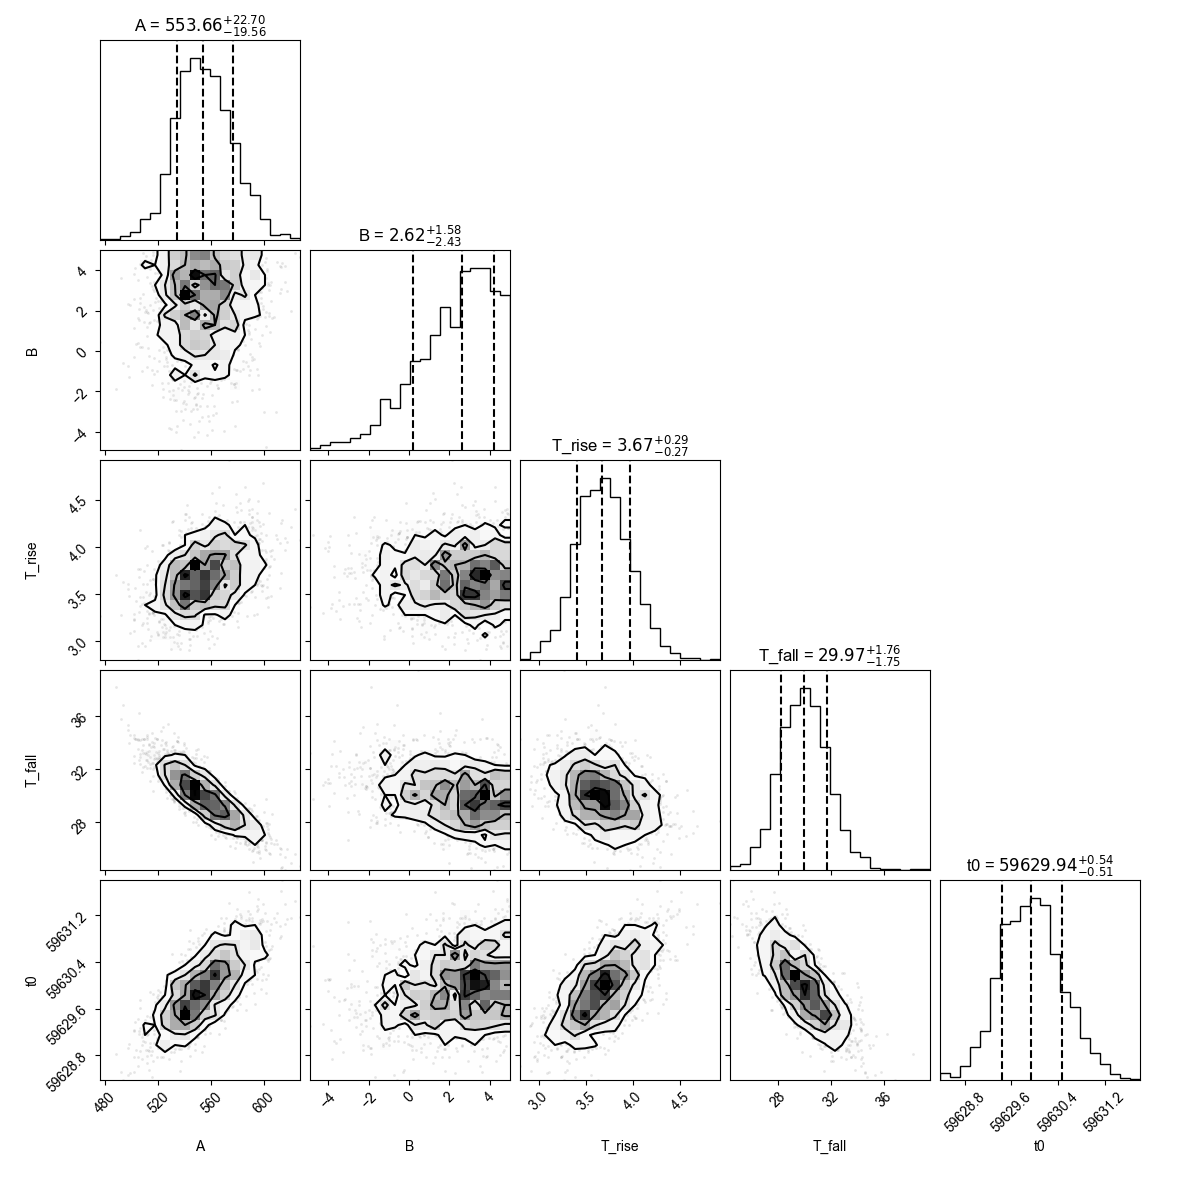 A = 553.66+22.70−19.56
B = 2.62+1.58−2.43
4
2
0
−2
−4
B
T_rise = 3.67+0.29−0.27
4.5
4.0
3.5
3.0
T_rise
T_fall = 29.97+1.76−1.75
36
32
28
T_fall
t0 = 59629.94+0.54−0.51
59631.2
59630.4
59629.6
59628.8
t0
480 520 560 600
−4 −2 0 2 4
3.0 3.5 4.0 4.5
28 32 36
59628.8 59629.6 59630.4 59631.2
A B T_rise T_fall t0